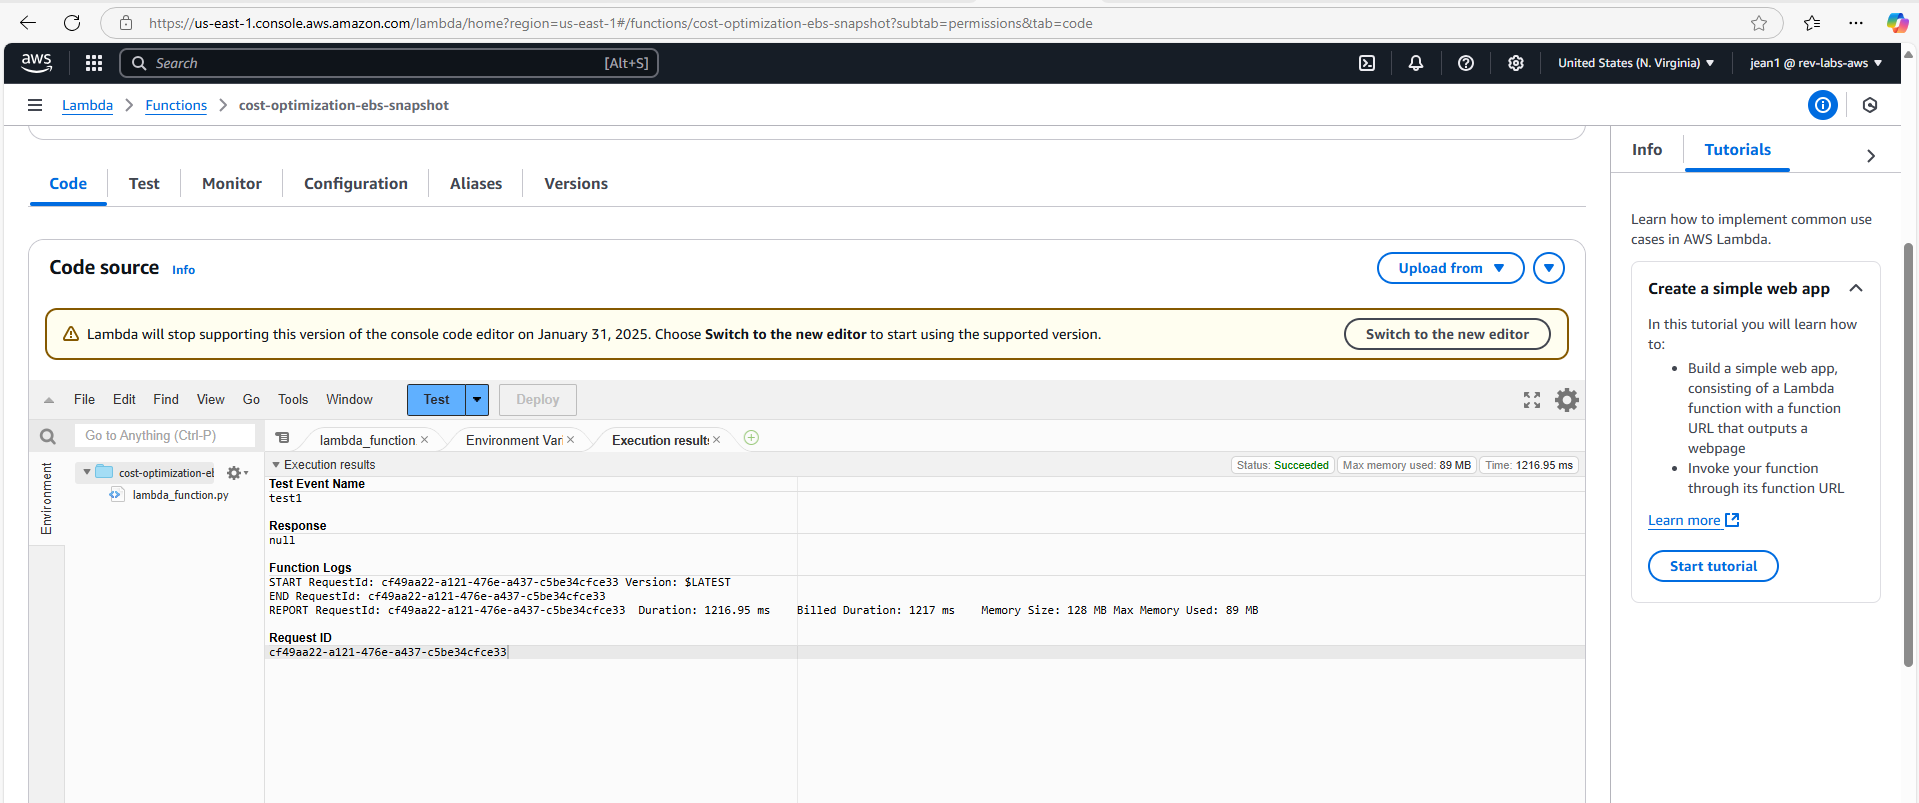 https://us-east-1.console.aws.amazon.com/lambda/home?region=us-east-1#/functions/cost-optimization-ebs-snapshot?subtab=permissions&tab=code
aws
Search [Alt+S]
United States (N. Virginia)
jean1 @ rev-labs-aws
Lambda > Functions > cost-optimization-ebs-snapshot
Code
Test
Monitor
Configuration
Aliases
Versions
Code source Info
Upload from
Lambda will stop supporting this version of the console code editor on January 31, 2025. Choose Switch to the new editor to start using the supported version.
Switch to the new editor
File Edit Find View Go Tools Window
Test
Deploy
Go to Anything (Ctrl-P)
lambda_function
Environment Var
Execution results
Environment
cost-optimization-eb
lambda_function.py
Execution results
Status: Succeeded
Max memory used: 89 MB
Time: 1216.95 ms
Test Event Name
test1
Response
null
Function Logs
START RequestId: cf49aa22-a121-476e-a437-c5be34cfce33 Version: $LATEST
END RequestId: cf49aa22-a121-476e-a437-c5be34cfce33
REPORT RequestId: cf49aa22-a121-476e-a437-c5be34cfce33 Duration: 1216.95 ms Billed Duration: 1217 ms Memory Size: 128 MB Max Memory Used: 89 MB
Request ID
cf49aa22-a121-476e-a437-c5be34cfce33
Info
Tutorials
Learn how to implement common use
cases in AWS Lambda.
Create a simple web app
In this tutorial you will learn how
to:
• Build a simple web app,
consisting of a Lambda
function with a function
URL that outputs a
webpage
• Invoke your function
through its function URL
Learn more
Start tutorial